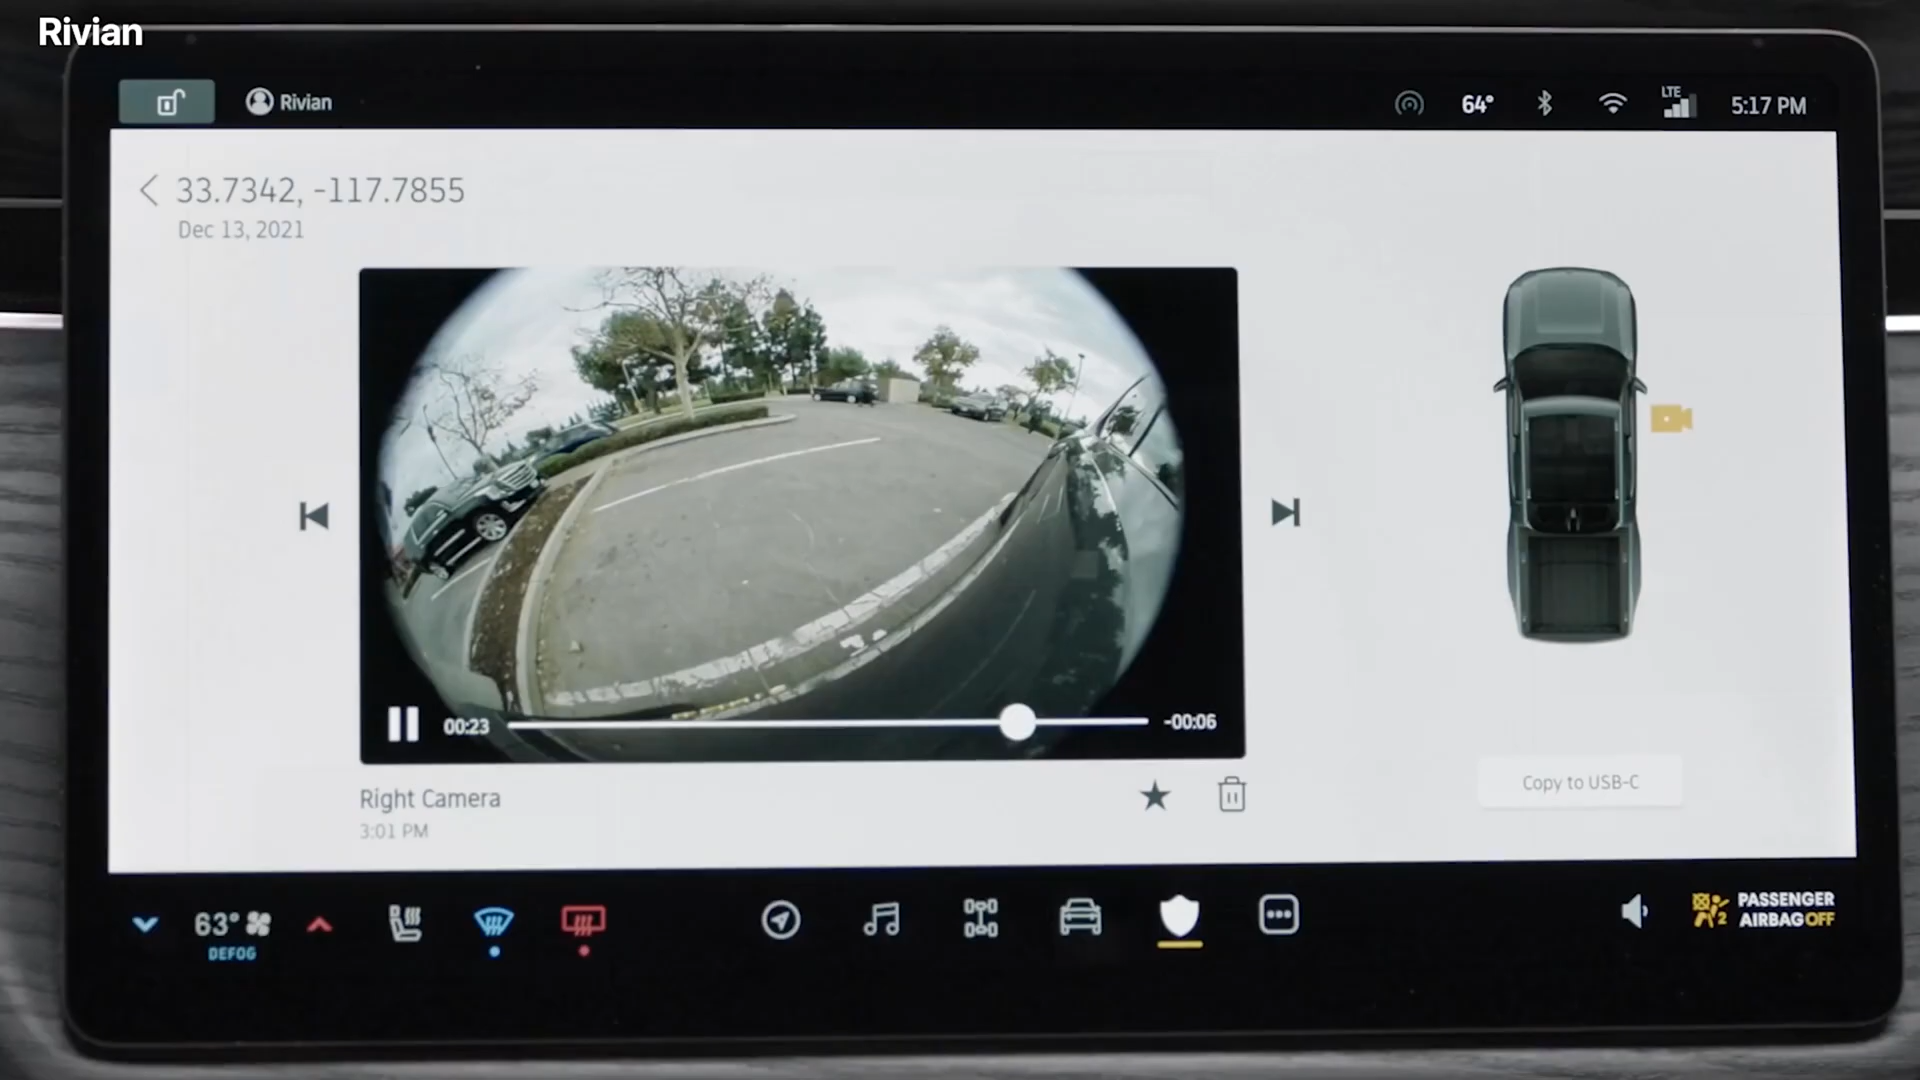 Rivian
Rivian
64°
LTE
5:17 PM
33.7342, -117.7855
Dec 13, 2021
00:23
-00:06
Right Camera
3:01 PM
Copy to USB-C
63°
DEFOG
PASSENGER
AIRBAG OFF
2